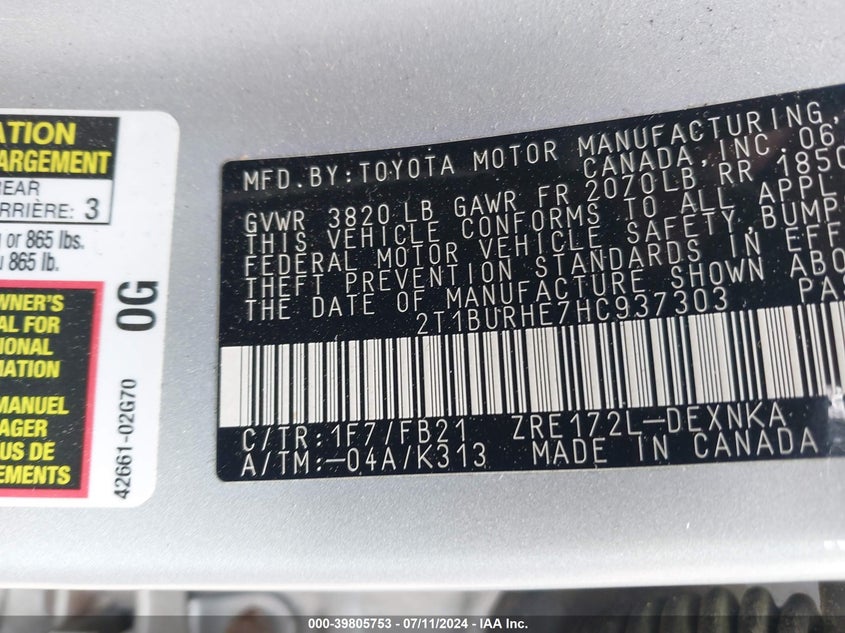 ATION
ARGEMENT
REAR
ARRIÈRE: 3
g or 865 lbs.
865 lb.
OWNER'S
AL FOR
IONAL
MATION
MANUEL
AGER
US DE
EMENTS
0G
42661-02G70
MFD.BY:TOYOTA MOTOR MANUFACTURING,
CANADA INC 06
GVWR 3820 LB GAWR FR 2070LB RR 1850
THIS VEHICLE CONFORMS TO ALL APPL
FEDERAL MOTOR VEHICLE SAFETY,BUMP
THEFT PREVENTION STANDARDS IN EFF
THE DATE OF MANUFACTURE SHOWN ABO
2T1BURHE7HC937303 PAS
C/TR:1F7/FB21 ZRE172L-DEXNKA
A/TM:-04A/K313 MADE IN CANADA
000-39805753 - 07/11/2024 - IAA Inc.